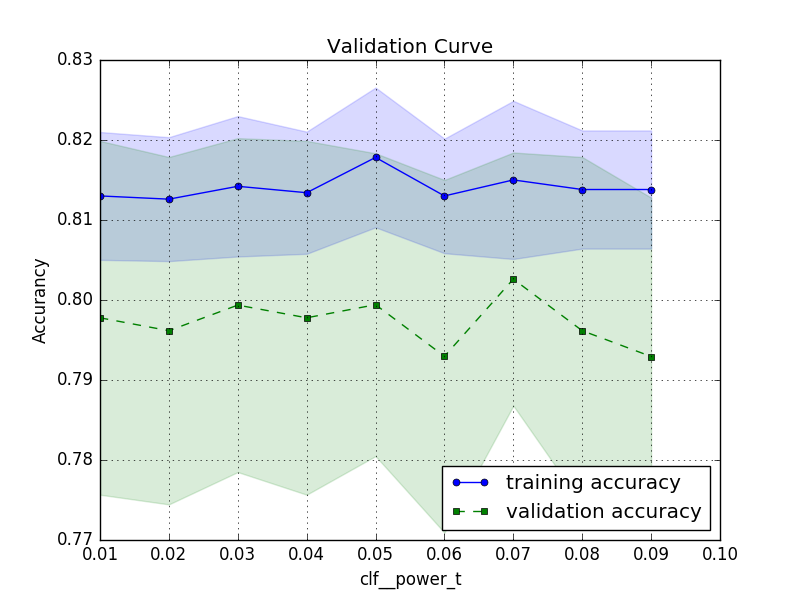 Validation Curve
0.83
0.82
0.81
0.80
0.79
0.78
0.77
Accurancy
training accuracy
validation accuracy
0.01 0.02 0.03 0.04 0.05 0.06 0.07 0.08 0.09 0.10
clf__power_t